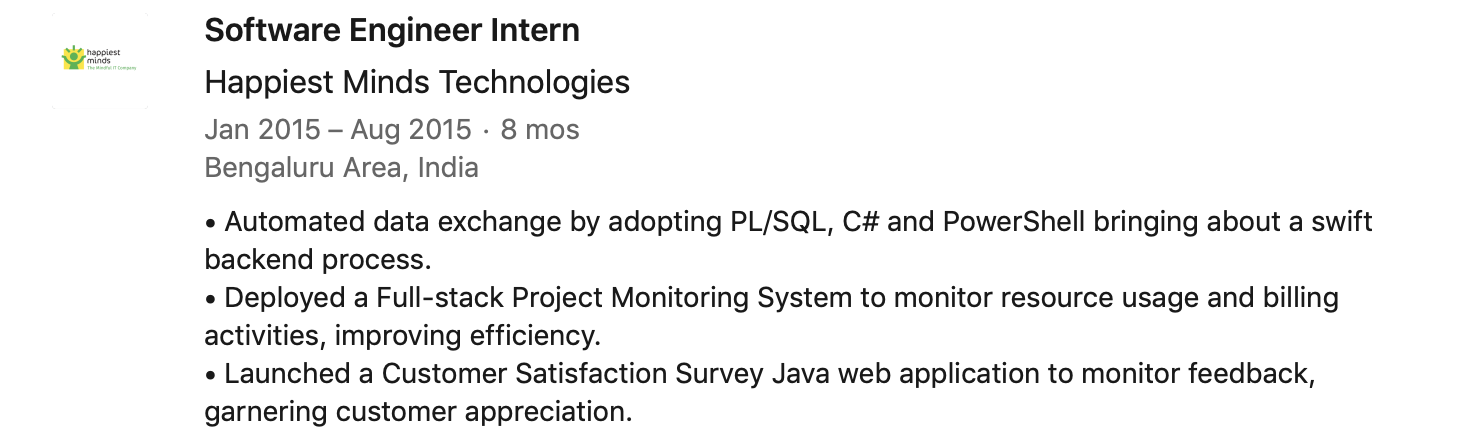 happiest
minds
The Mindful IT Company
Software Engineer Intern
Happiest Minds Technologies
Jan 2015 – Aug 2015 · 8 mos
Bengaluru Area, India
• Automated data exchange by adopting PL/SQL, C# and PowerShell bringing about a swift
backend process.
• Deployed a Full-stack Project Monitoring System to monitor resource usage and billing
activities, improving efficiency.
• Launched a Customer Satisfaction Survey Java web application to monitor feedback,
garnering customer appreciation.